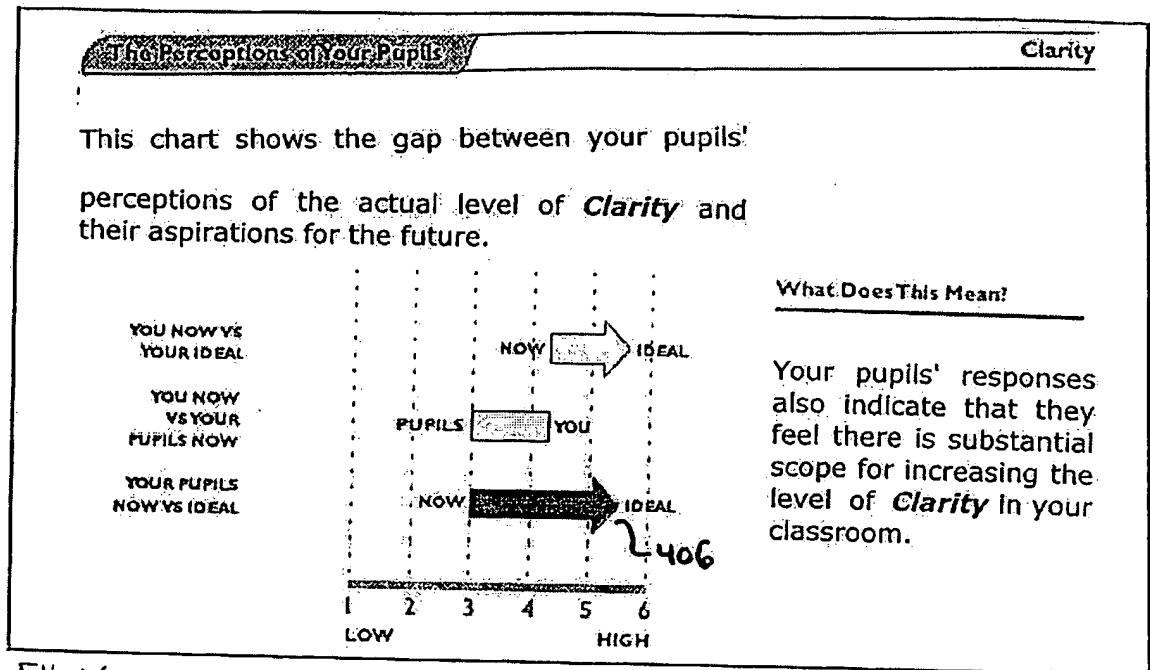 The Perceptions of Your Pupils
Clarity
This chart shows the gap between your pupils'
perceptions of the actual level of Clarity and
their aspirations for the future.
What Does This Mean?
YOU NOW VS
YOUR IDEAL
NOW
IDEAL
YOU NOW
VS YOUR
PUPILS NOW
PUPILS
YOU
YOUR PUPILS
NOW VS IDEAL
NOW
IDEAL
406
1 2 3 4 5 6
LOW HIGH
Your pupils' responses
also indicate that they
feel there is substantial
scope for increasing the
level of Clarity in your
classroom.